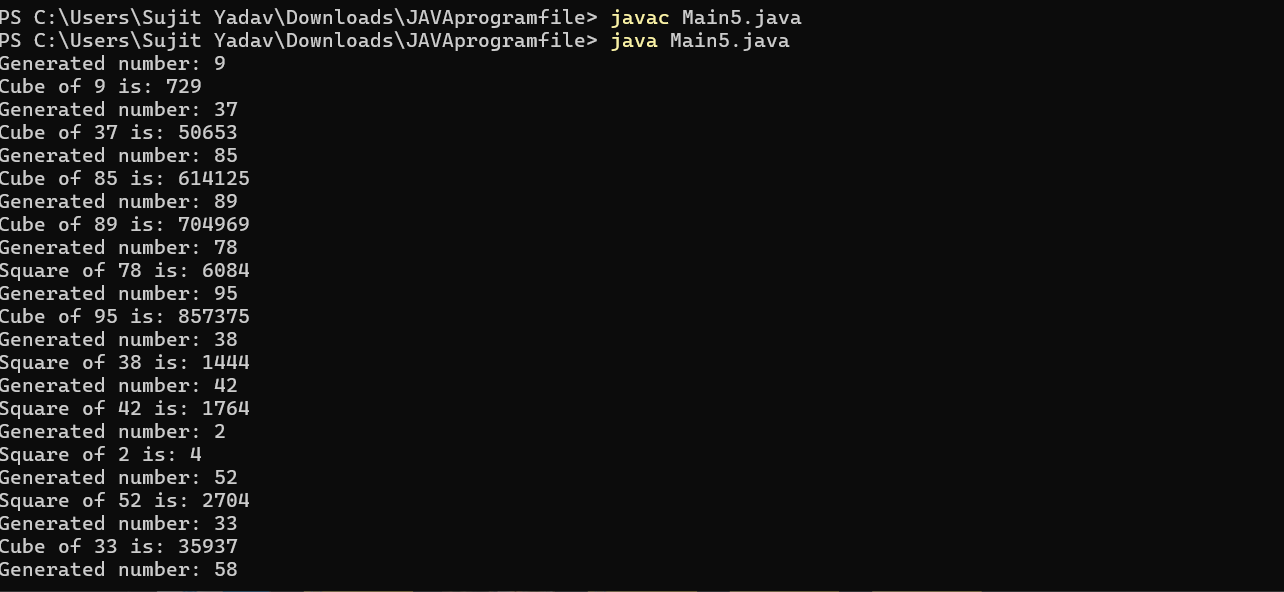 PS C:\Users\Sujit Yadav\Downloads\JAVAprogramfile> javac Main5.java
PS C:\Users\Sujit Yadav\Downloads\JAVAprogramfile> java Main5.java
Generated number: 9
Cube of 9 is: 729
Generated number: 37
Cube of 37 is: 50653
Generated number: 85
Cube of 85 is: 614125
Generated number: 89
Cube of 89 is: 704969
Generated number: 78
Square of 78 is: 6084
Generated number: 95
Cube of 95 is: 857375
Generated number: 38
Square of 38 is: 1444
Generated number: 42
Square of 42 is: 1764
Generated number: 2
Square of 2 is: 4
Generated number: 52
Square of 52 is: 2704
Generated number: 33
Cube of 33 is: 35937
Generated number: 58